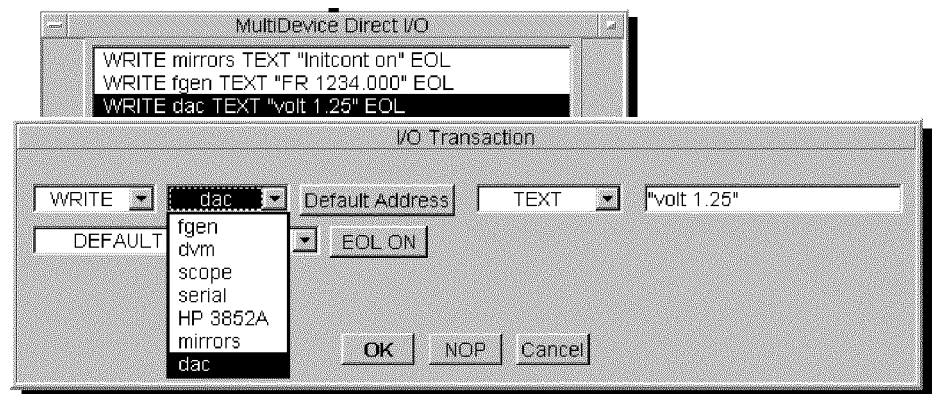 MultiDevice Direct I/O
WRITE mirrors TEXT "Initcont on" EOL
WRITE fgen TEXT "FR 1234.000" EOL
WRITE dac TEXT "volt 1.25" EOL
I/O Transaction
WRITE dac Default Address TEXT "volt 1.25"
DEFAULT EOL ON
fgen
dvm
scope
serial
HP 3852A
mirrors
dac
OK NOP Cancel